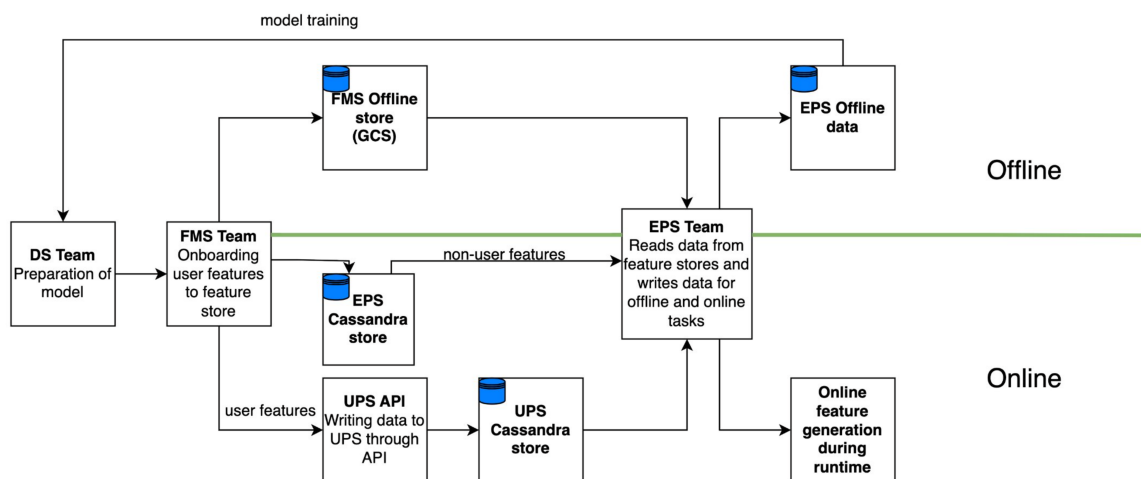 model training
FMS Offline
store
(GCS)
EPS Offline
data
Offline
DS Team
Preparation of
model
FMS Team
Onboarding
user features
to feature
store
EPS Team
Reads data from
feature stores and
writes data for
offline and online
tasks
non-user features
EPS
Cassandra
store
user features
UPS API
Writing data to
UPS through
API
UPS
Cassandra
store
Online
feature
generation
during
runtime
Online